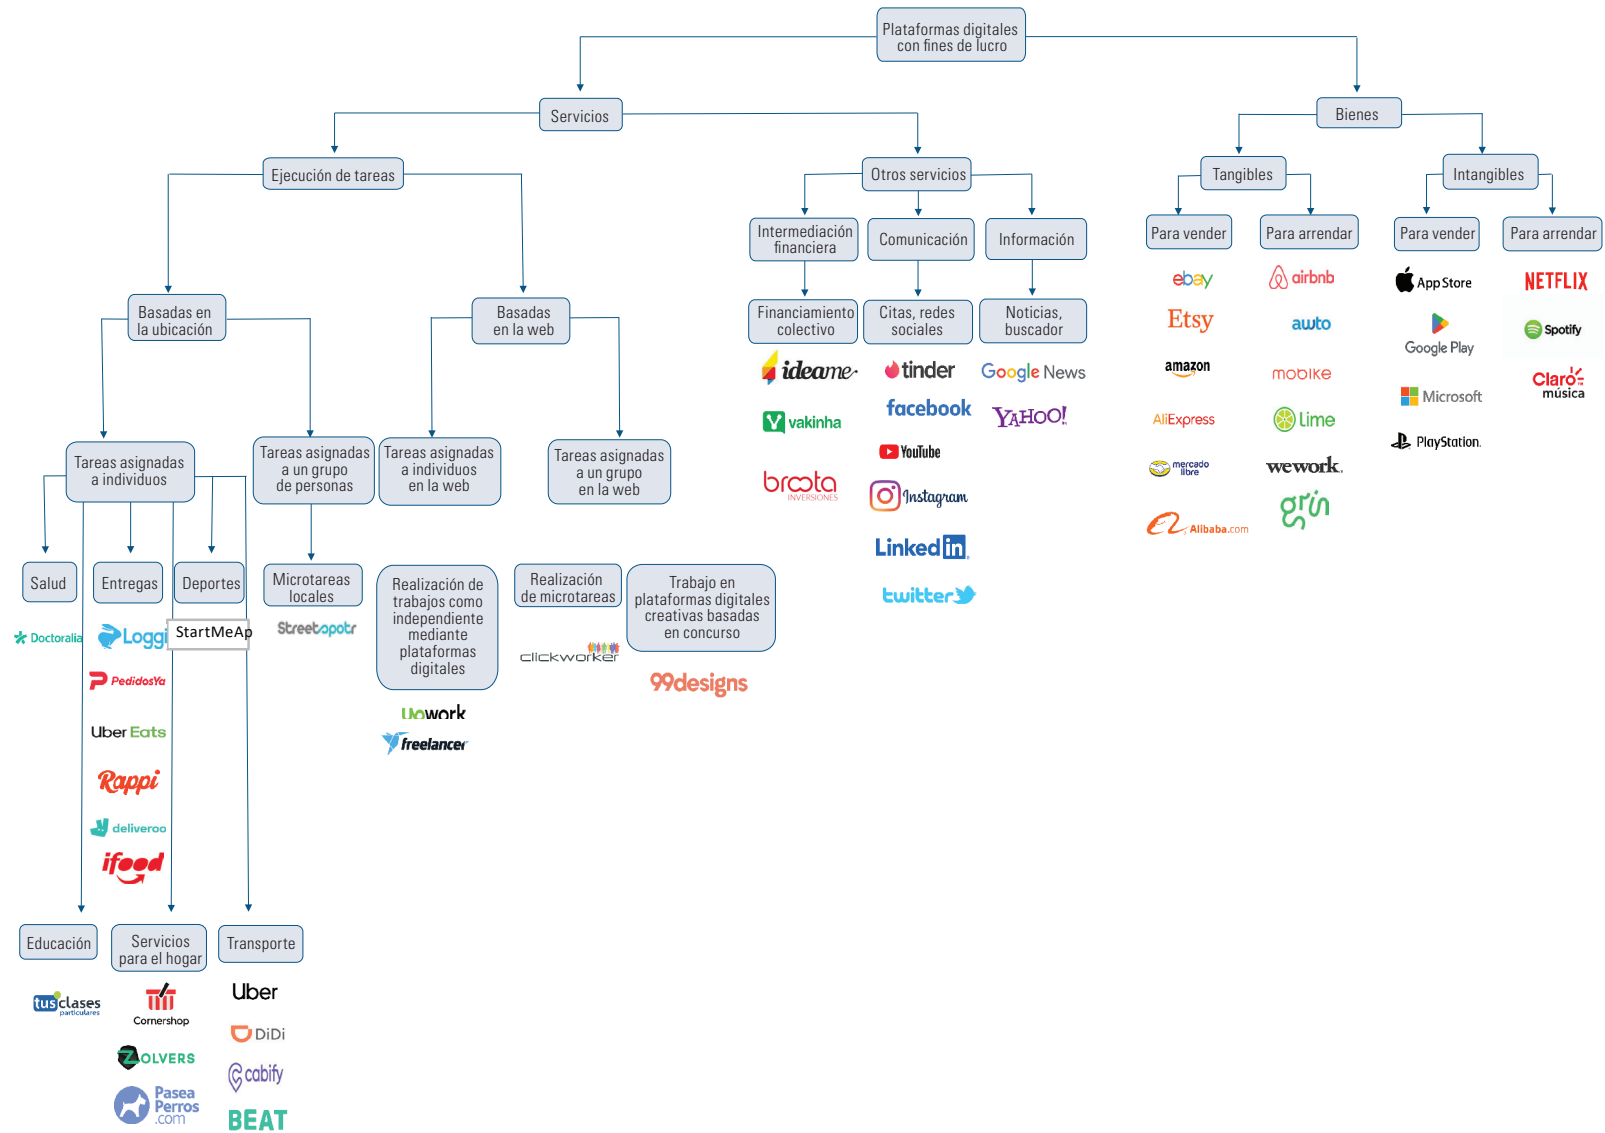 Plataformas digitales
con fines de lucro
Servicios
Bienes
Ejecución de tareas
Otros servicios
Tangibles
Intangibles
Intermediación
financiera
Comunicación
Información
Para vender
Para arrendar
Para vender
Para arrendar
Basadas en
la ubicación
Basadas
en la web
Financiamiento
colectivo
Citas, redes
sociales
Noticias,
buscador
ideame
vakinha
broota
INVERSIONES
tinder
facebook
YouTube
Instagram
Linked in
twitter
Google News
YAHOO!
ebay
Etsy
amazon
AliExpress
mercado
libre
Alibaba.com
airbnb
awto
mobike
Lime
wework.
grin
App Store
Google Play
Microsoft
PlayStation.
NETFLIX
Spotify
Claro
música
Tareas asignadas
a individuos
Tareas asignadas
a un grupo
de personas
Tareas asignadas
a individuos
en la web
Tareas asignadas
a un grupo
en la web
Salud
Entregas
Deportes
Microtareas
locales
Realización de
trabajos como
independiente
mediante
plataformas
digitales
Realización
de microtareas
Trabajo en
plataformas digitales
creativas basadas
en concurso
Doctoralia
Loggi
PedidosYa
Uber Eats
Rappi
deliveroo
ifood
StartMeAp
Streetspotr
upwork
freelancer
clickworker
99designs
Educación
Servicios
para el hogar
Transporte
tusclases
particulares
Cornershop
ZOLVERS
Pasea
Perros
.com
Uber
DiDi
cabify
BEAT